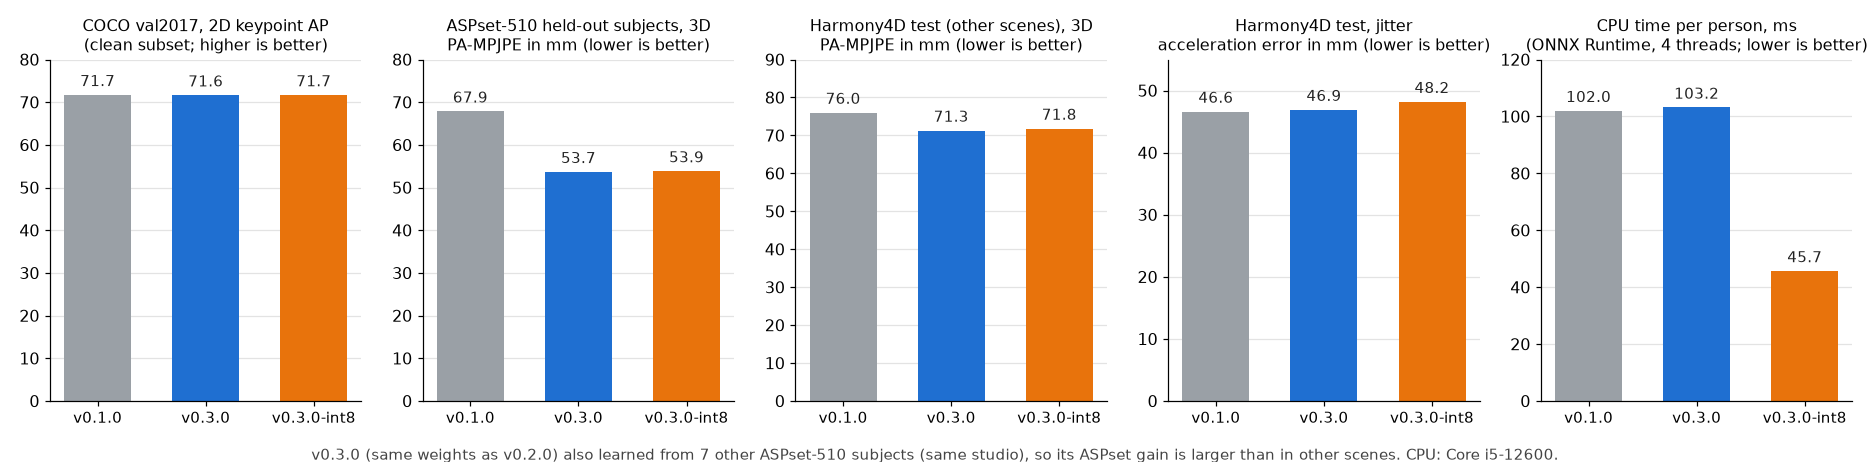 COCO val2017, 2D keypoint AP
(clean subset; higher is better)
80
70
60
50
40
30
20
10
0
71.7
71.6
71.7
v0.1.0
v0.3.0
v0.3.0-int8
ASPset-510 held-out subjects, 3D
PA-MPJPE in mm (lower is better)
80
70
60
50
40
30
20
10
0
67.9
53.7
53.9
v0.1.0
v0.3.0
v0.3.0-int8
Harmony4D test (other scenes), 3D
PA-MPJPE in mm (lower is better)
90
80
70
60
50
40
30
20
10
0
76.0
71.3
71.8
v0.1.0
v0.3.0
v0.3.0-int8
Harmony4D test, jitter
acceleration error in mm (lower is better)
50
40
30
20
10
0
46.6
46.9
48.2
v0.1.0
v0.3.0
v0.3.0-int8
CPU time per person, ms
(ONNX Runtime, 4 threads; lower is better)
120
100
80
60
40
20
0
102.0
103.2
45.7
v0.1.0
v0.3.0
v0.3.0-int8
v0.3.0 (same weights as v0.2.0) also learned from 7 other ASPset-510 subjects (same studio), so its ASPset gain is larger than in other scenes. CPU: Core i5-12600.